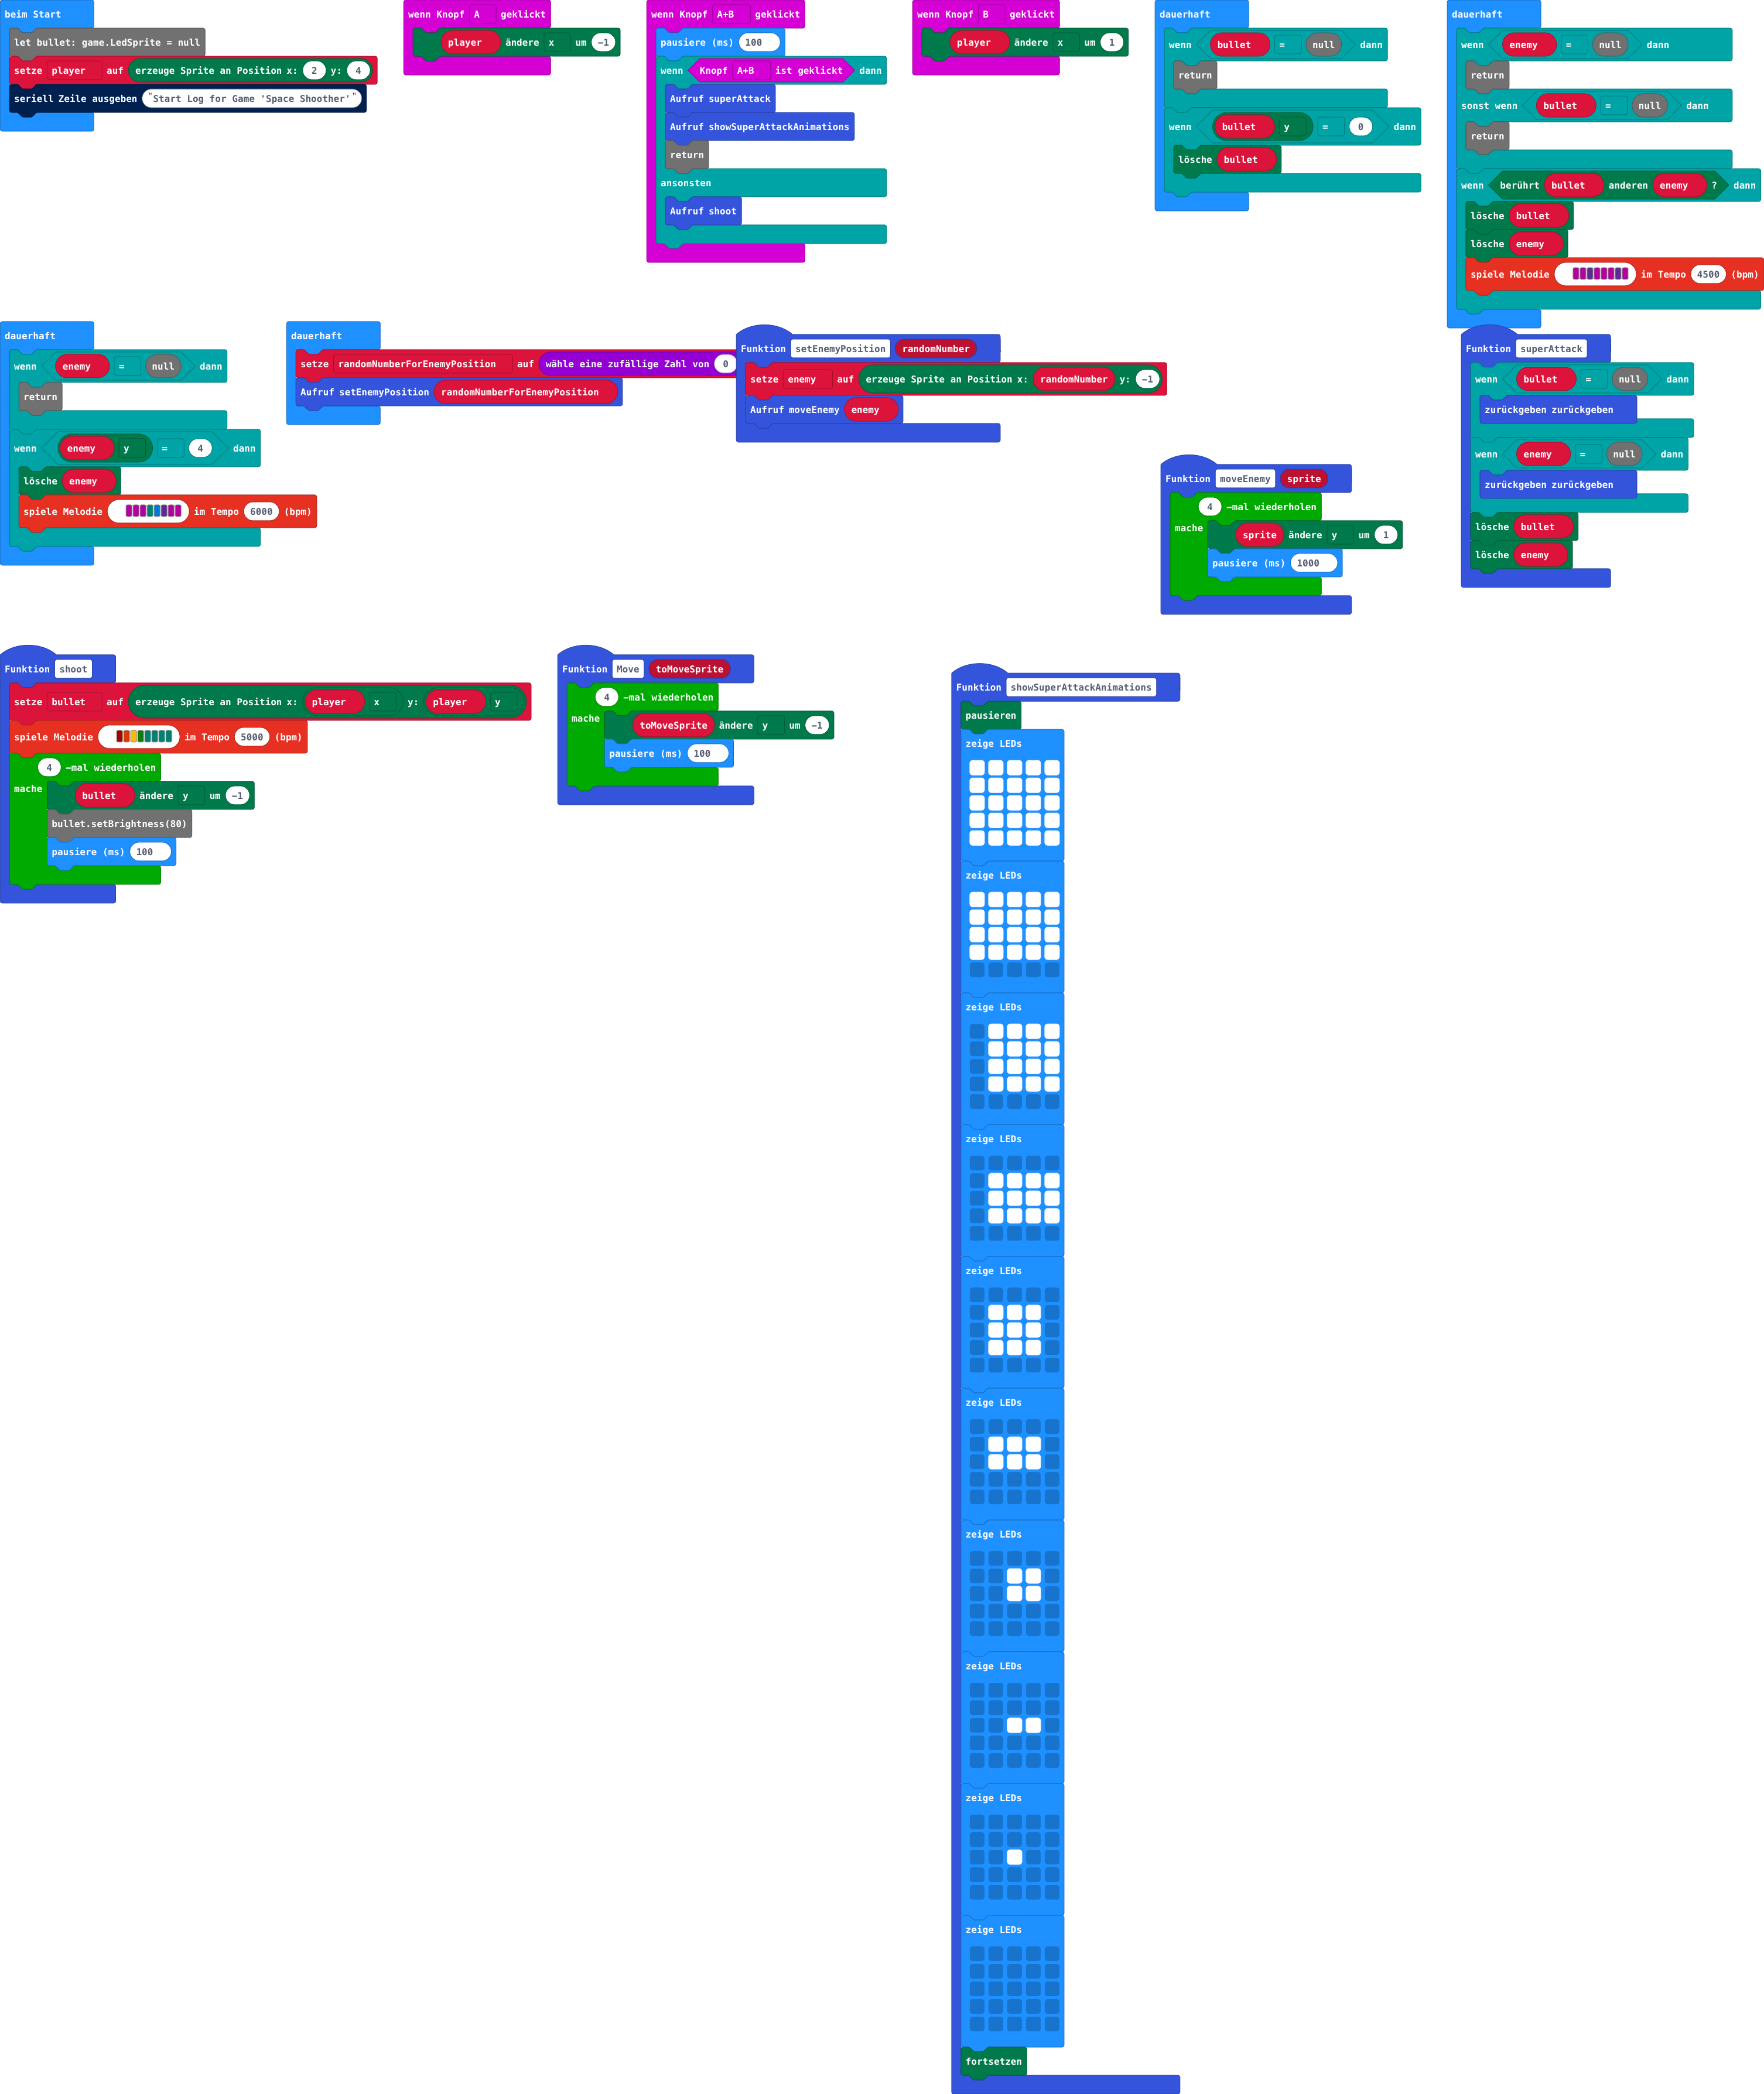 beim Start
let bullet: game.LedSprite = null
setze player auf erzeuge Sprite an Position x: 2 y: 4
seriell Zeile ausgeben "Start Log for Game 'Space Shoother'"
wenn Knopf A geklickt
player ändere x um -1
wenn Knopf A+B geklickt
pausiere (ms) 100
wenn Knopf A+B ist geklickt dann
Aufruf superAttack
Aufruf showSuperAttackAnimations
return
ansonsten
Aufruf shoot
wenn Knopf B geklickt
player ändere x um 1
dauerhaft
wenn bullet = null dann
return
wenn bullet y = 0 dann
lösche bullet
dauerhaft
wenn enemy = null dann
return
sonst wenn bullet = null dann
return
wenn berührt bullet anderen enemy ? dann
lösche bullet
lösche enemy
spiele Melodie im Tempo 4500 (bpm)
dauerhaft
wenn enemy = null dann
return
wenn enemy y = 4 dann
lösche enemy
spiele Melodie im Tempo 6000 (bpm)
dauerhaft
setze randomNumberForEnemyPosition auf wähle eine zufällige Zahl von 0
Aufruf setEnemyPosition randomNumberForEnemyPosition
Funktion setEnemyPosition randomNumber
setze enemy auf erzeuge Sprite an Position x: randomNumber y: -1
Aufruf moveEnemy enemy
Funktion moveEnemy sprite
4 -mal wiederholen
mache sprite ändere y um 1
pausiere (ms) 1000
Funktion superAttack
wenn bullet = null dann
zurückgeben zurückgeben
wenn enemy = null dann
zurückgeben zurückgeben
lösche bullet
lösche enemy
Funktion shoot
setze bullet auf erzeuge Sprite an Position x: player x y: player y
spiele Melodie im Tempo 5000 (bpm)
4 -mal wiederholen
mache bullet ändere y um -1
bullet.setBrightness(80)
pausiere (ms) 100
Funktion Move toMoveSprite
4 -mal wiederholen
mache toMoveSprite ändere y um -1
pausiere (ms) 100
Funktion showSuperAttackAnimations
pausieren
zeige LEDs
zeige LEDs
zeige LEDs
zeige LEDs
zeige LEDs
zeige LEDs
zeige LEDs
zeige LEDs
zeige LEDs
zeige LEDs
fortsetzen